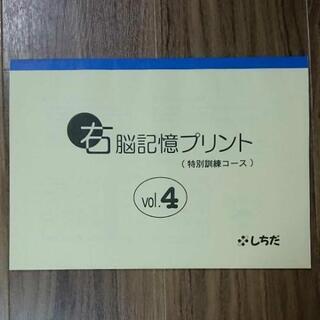 右脳記憶プリント
(特別訓練コース)
vol.4
しちだ